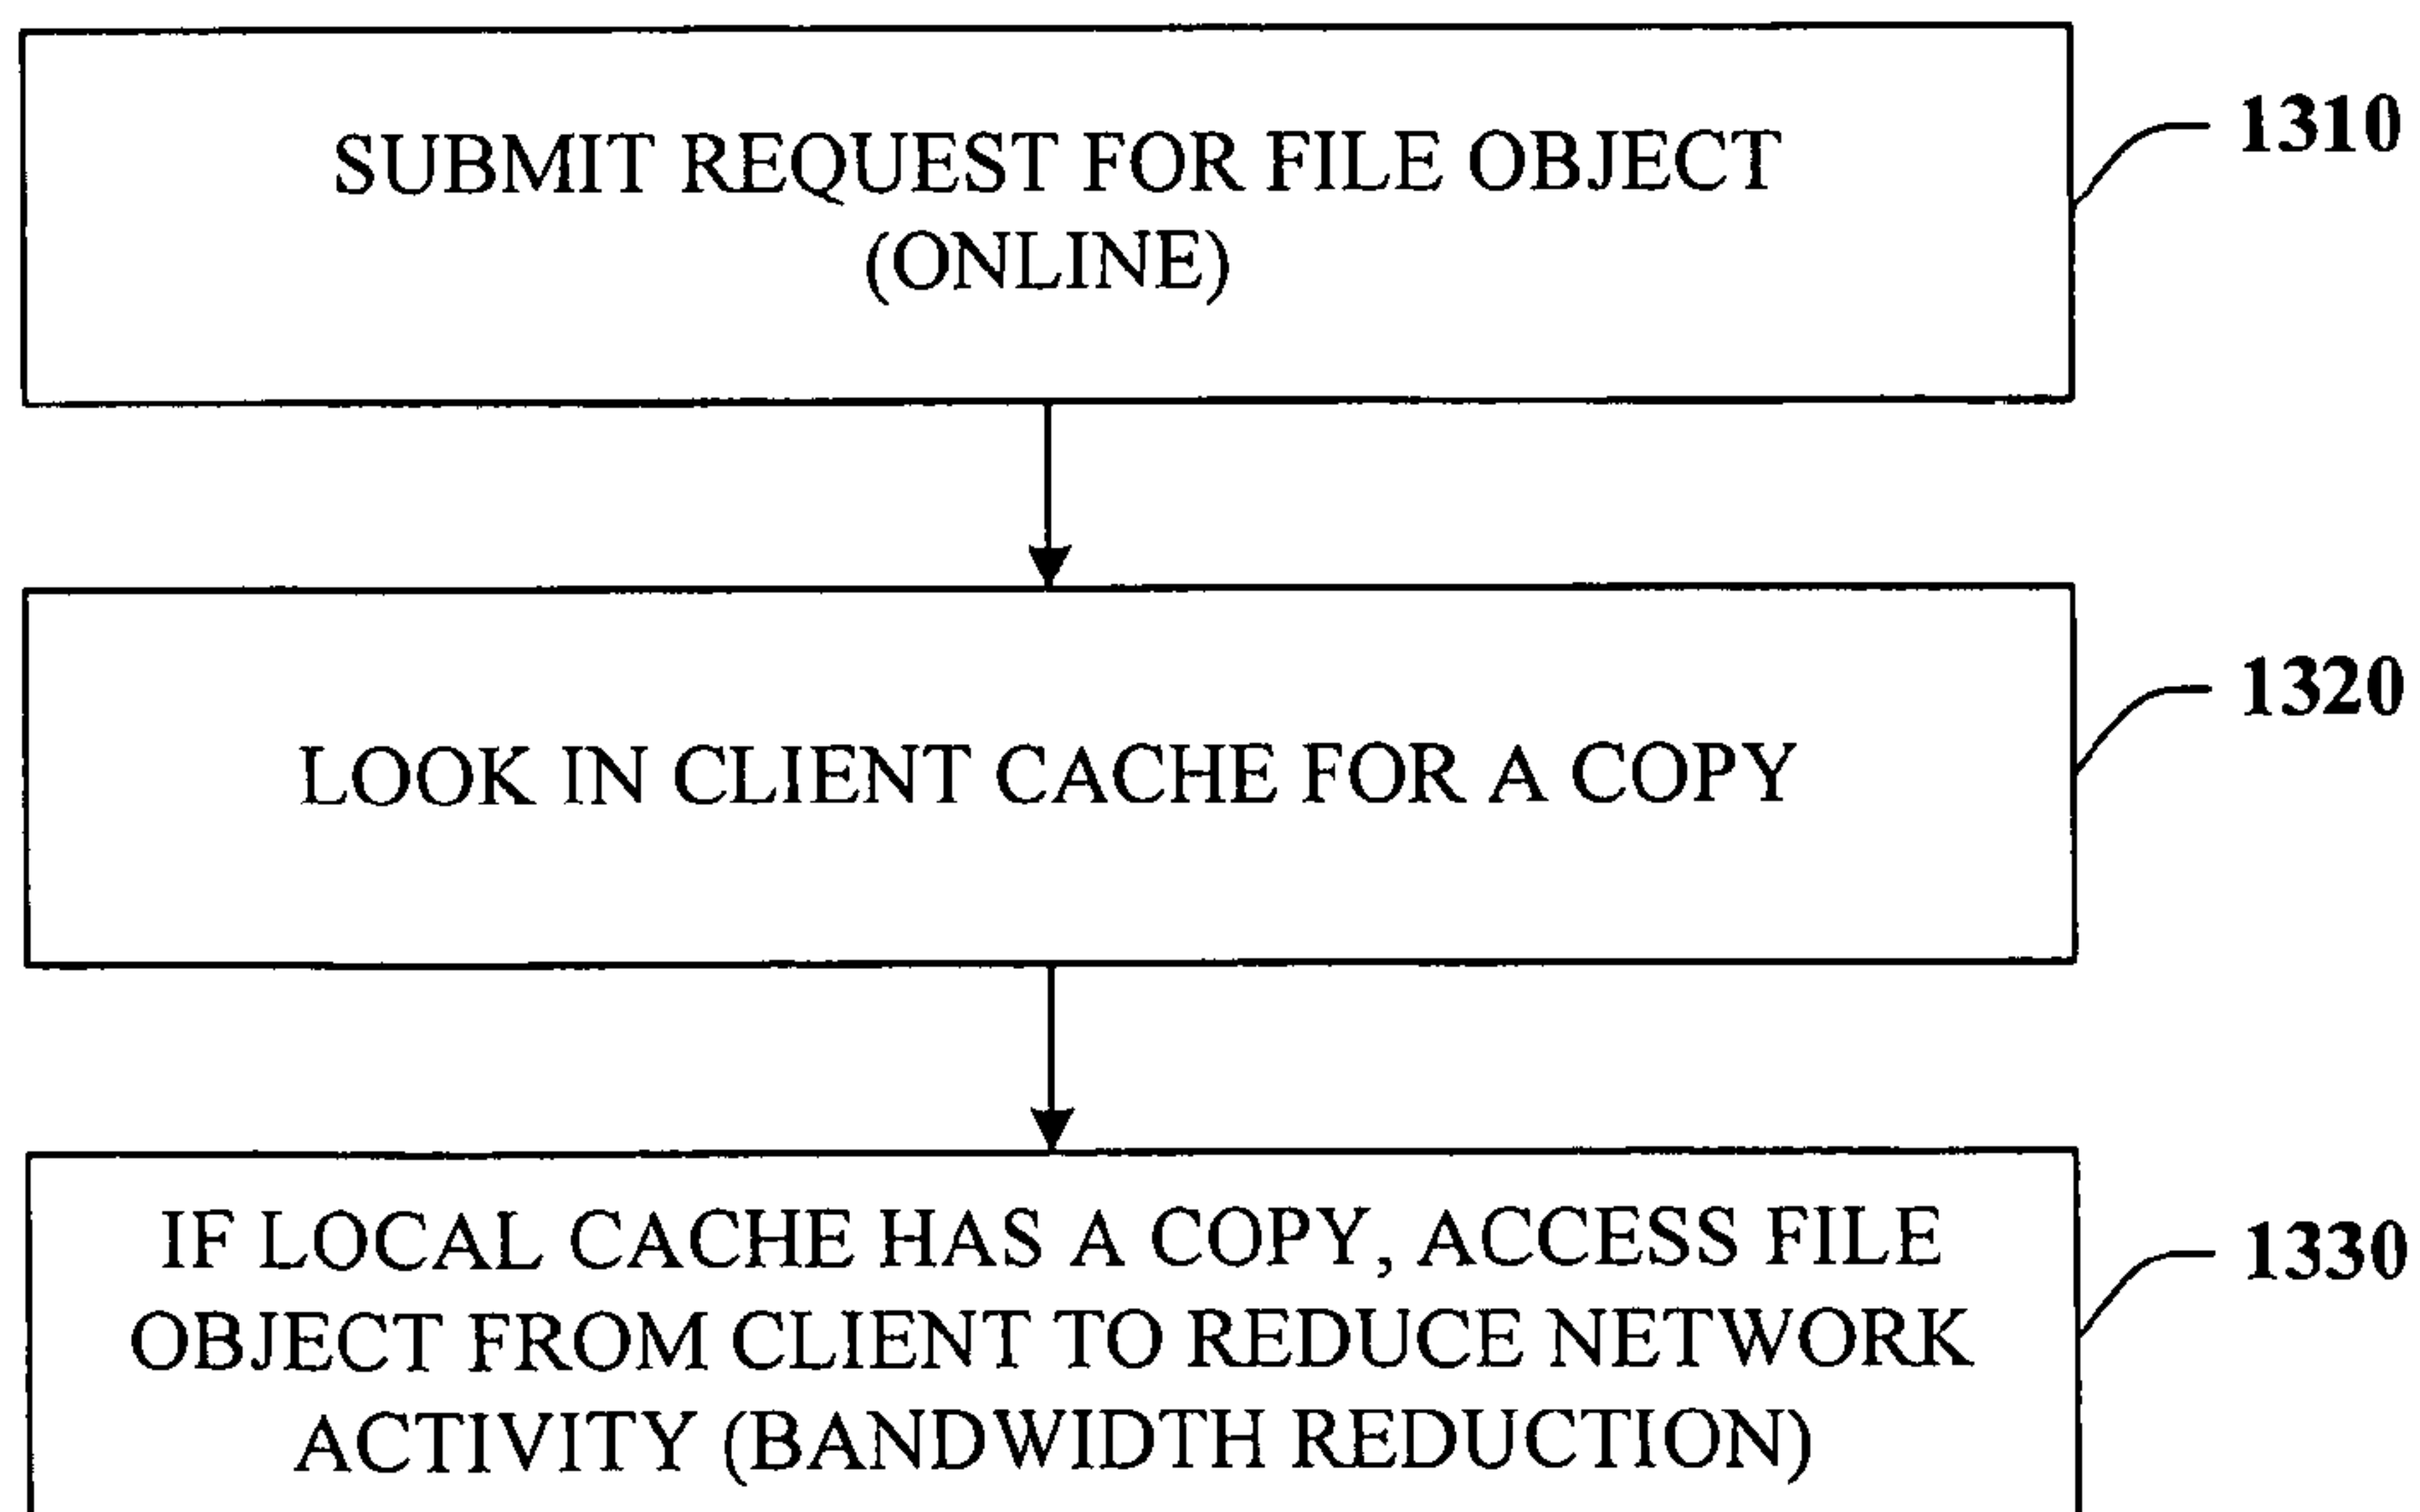 SUBMIT REQUEST FOR FILE OBJECT
(ONLINE)
1310
LOOK IN CLIENT CACHE FOR A COPY
1320
IF LOCAL CACHE HAS A COPY, ACCESS FILE
OBJECT FROM CLIENT TO REDUCE NETWORK
ACTIVITY (BANDWIDTH REDUCTION)
1330